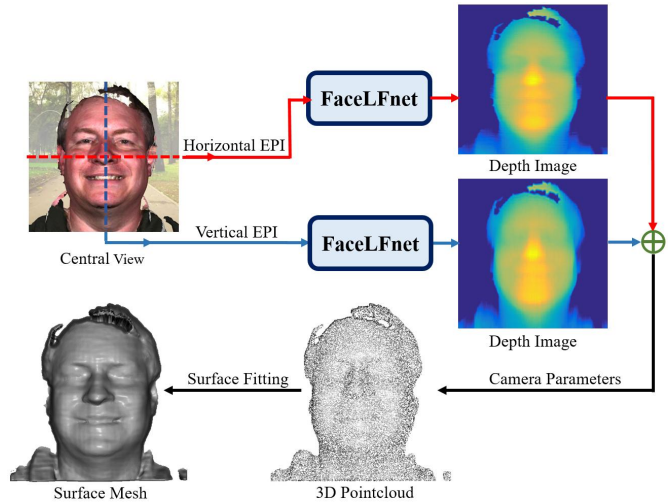 FaceLFnet
Horizontal EPI
Depth Image
Vertical EPI
FaceLFnet
Central View
Depth Image
Surface Fitting
Camera Parameters
Surface Mesh
3D Pointcloud